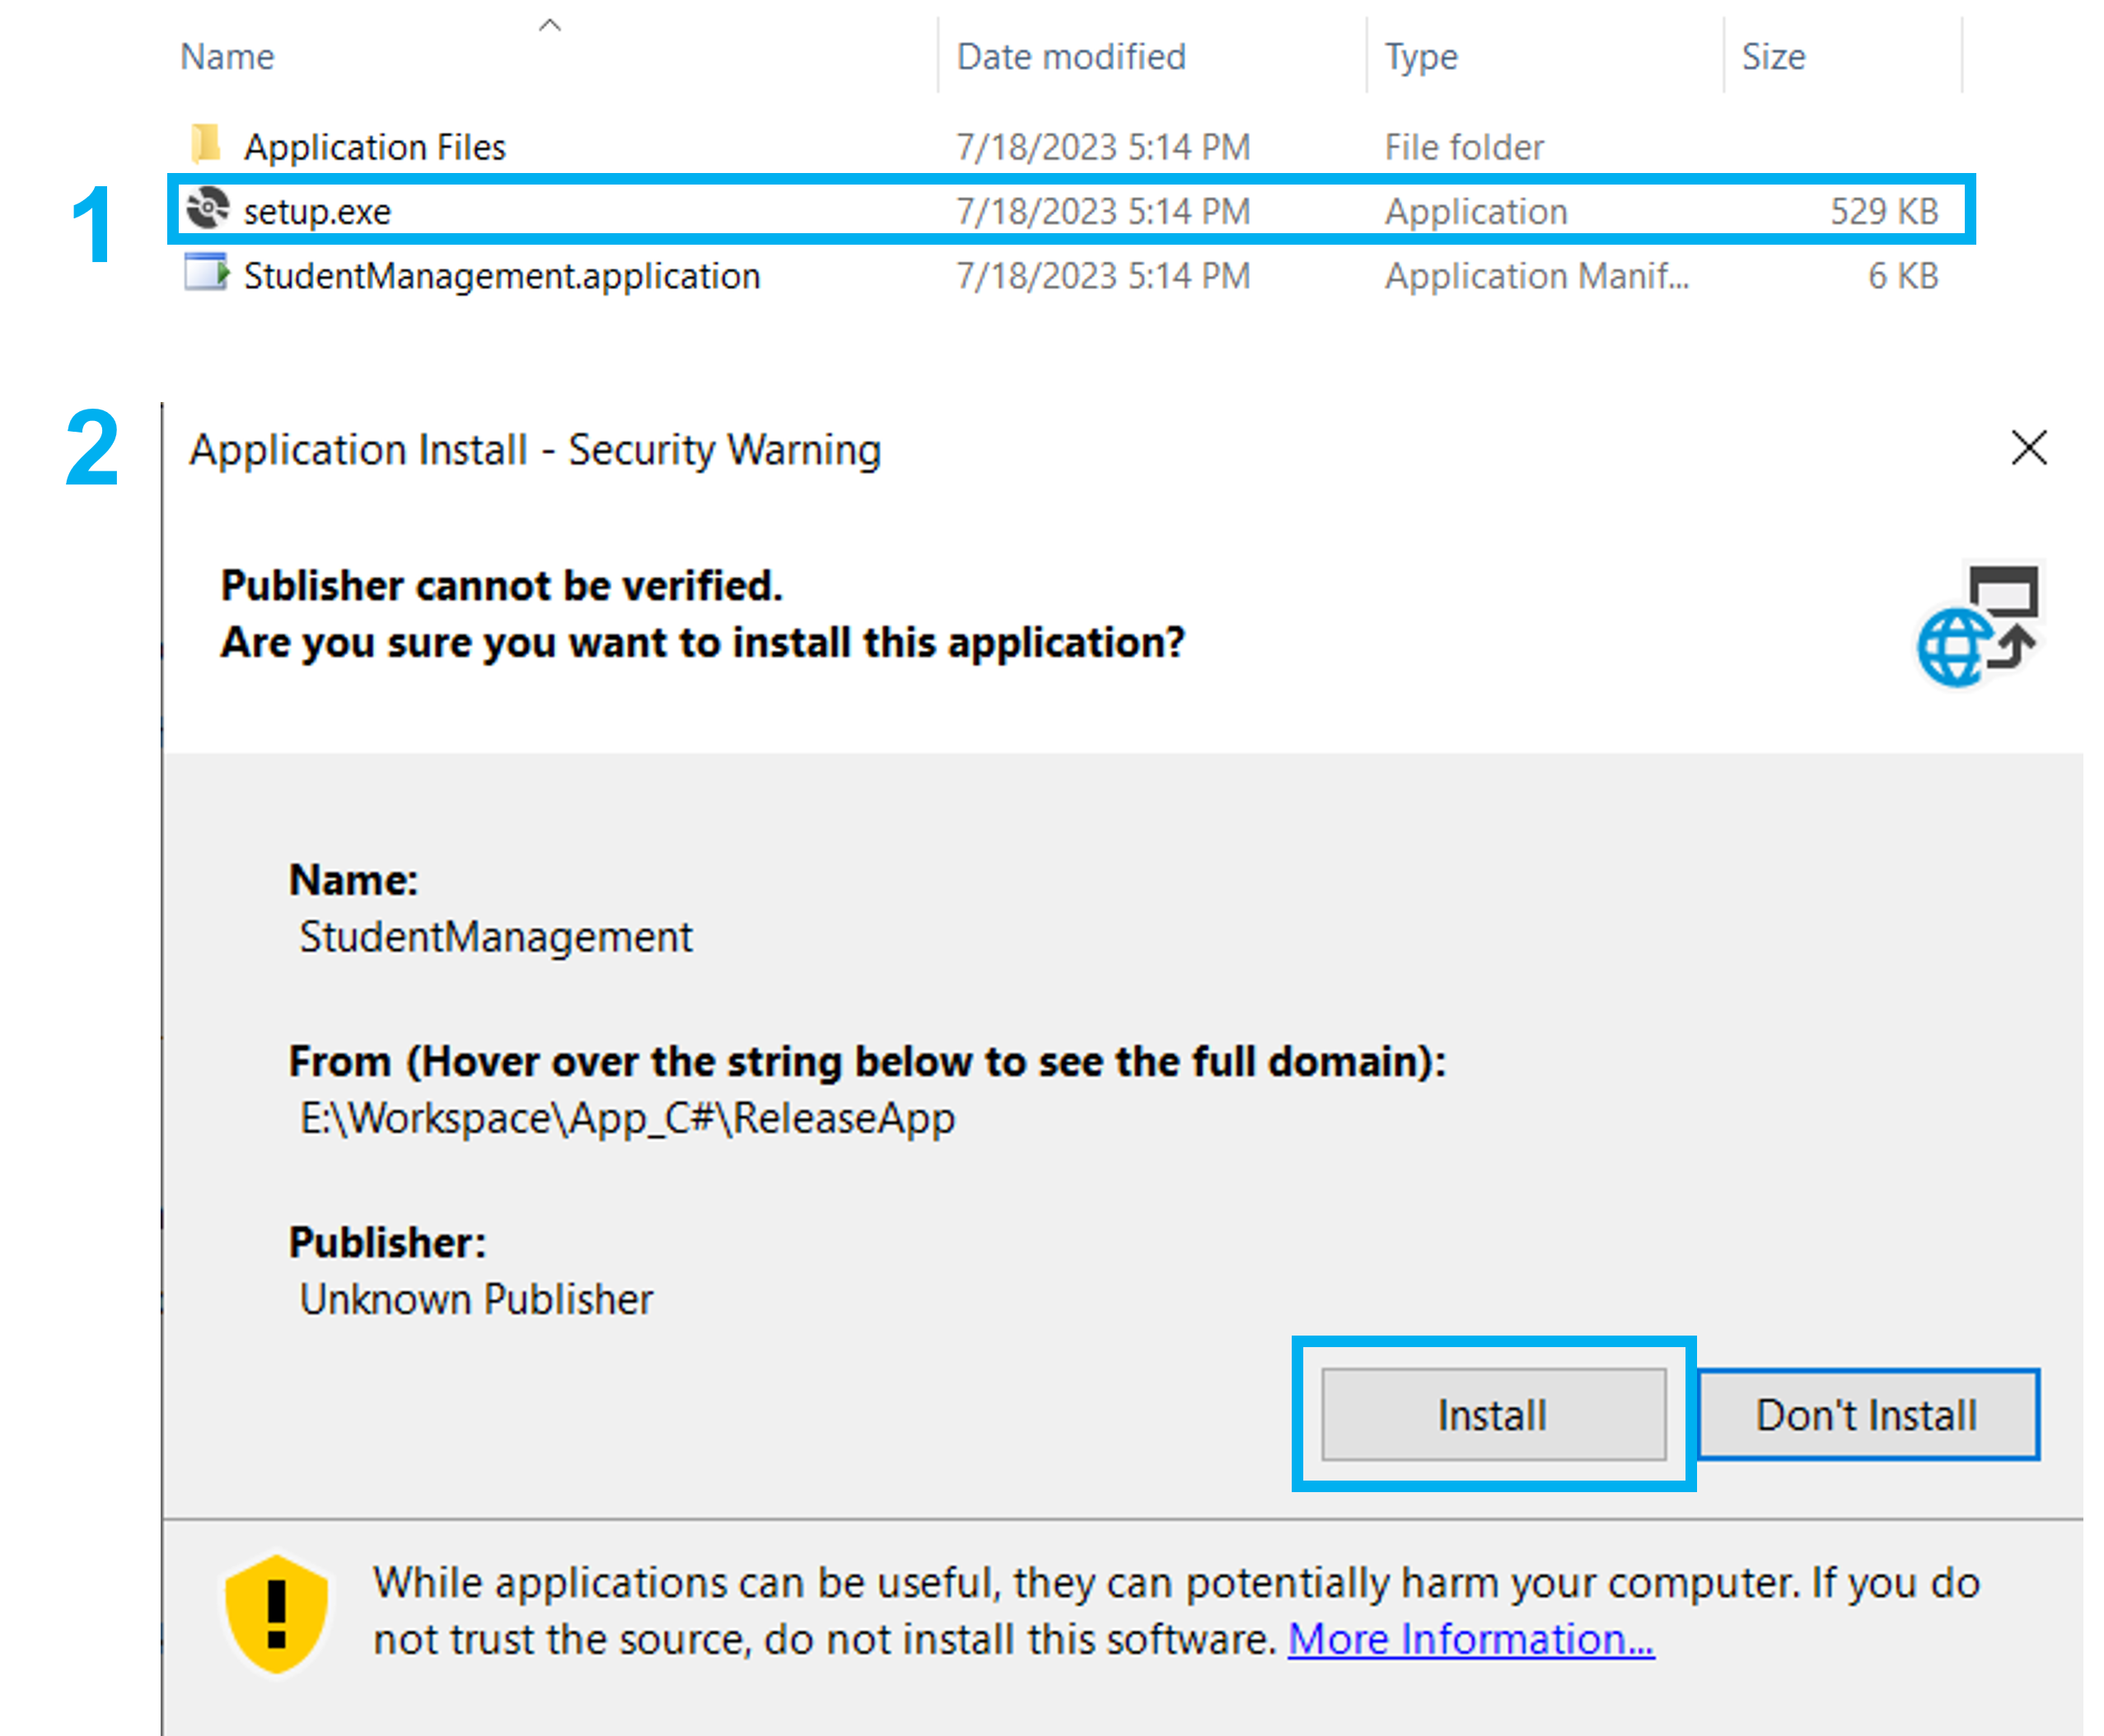 Name Date modified Type Size
Application Files 7/18/2023 5:14 PM File folder
1
setup.exe 7/18/2023 5:14 PM Application 529 KB
StudentManagement.application 7/18/2023 5:14 PM Application Manif... 6 KB
2
Application Install - Security Warning
Publisher cannot be verified.
Are you sure you want to install this application?
Name:
StudentManagement
From (Hover over the string below to see the full domain):
E:\Workspace\App_C#\ReleaseApp
Publisher:
Unknown Publisher
Install Don't Install
While applications can be useful, they can potentially harm your computer. If you do
not trust the source, do not install this software. More Information...